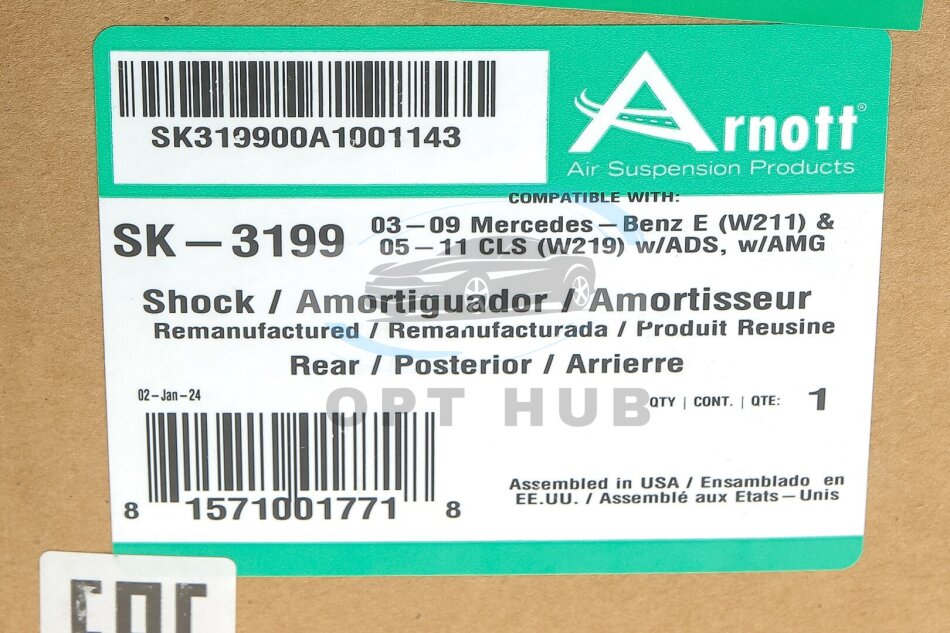 SK319900A1001143
Arnott®
Air Suspension Products
COMPATIBLE WITH:
SK-3199
03-09 Mercedes-Benz E (W211) &
05-11 CLS (W219) w/ADS, w/AMG
Shock / Amortiguador / Amortisseur
Remanufactured / Remanufacturada / Produit Reusine
Rear / Posterior / Arrierre
02-Jan-24
OPT HUB
QTY | CONT. | QTE: 1
8 1571001771 8
Assembled in USA / Ensamblado en
EE.UU. / Assemblé aux Etats-Unis